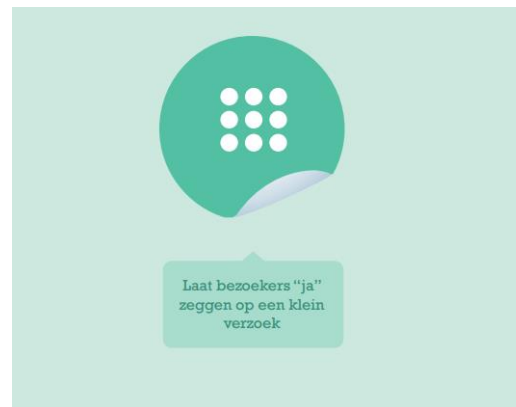 Laat bezoekers “ja”
zeggen op een klein
verzoek